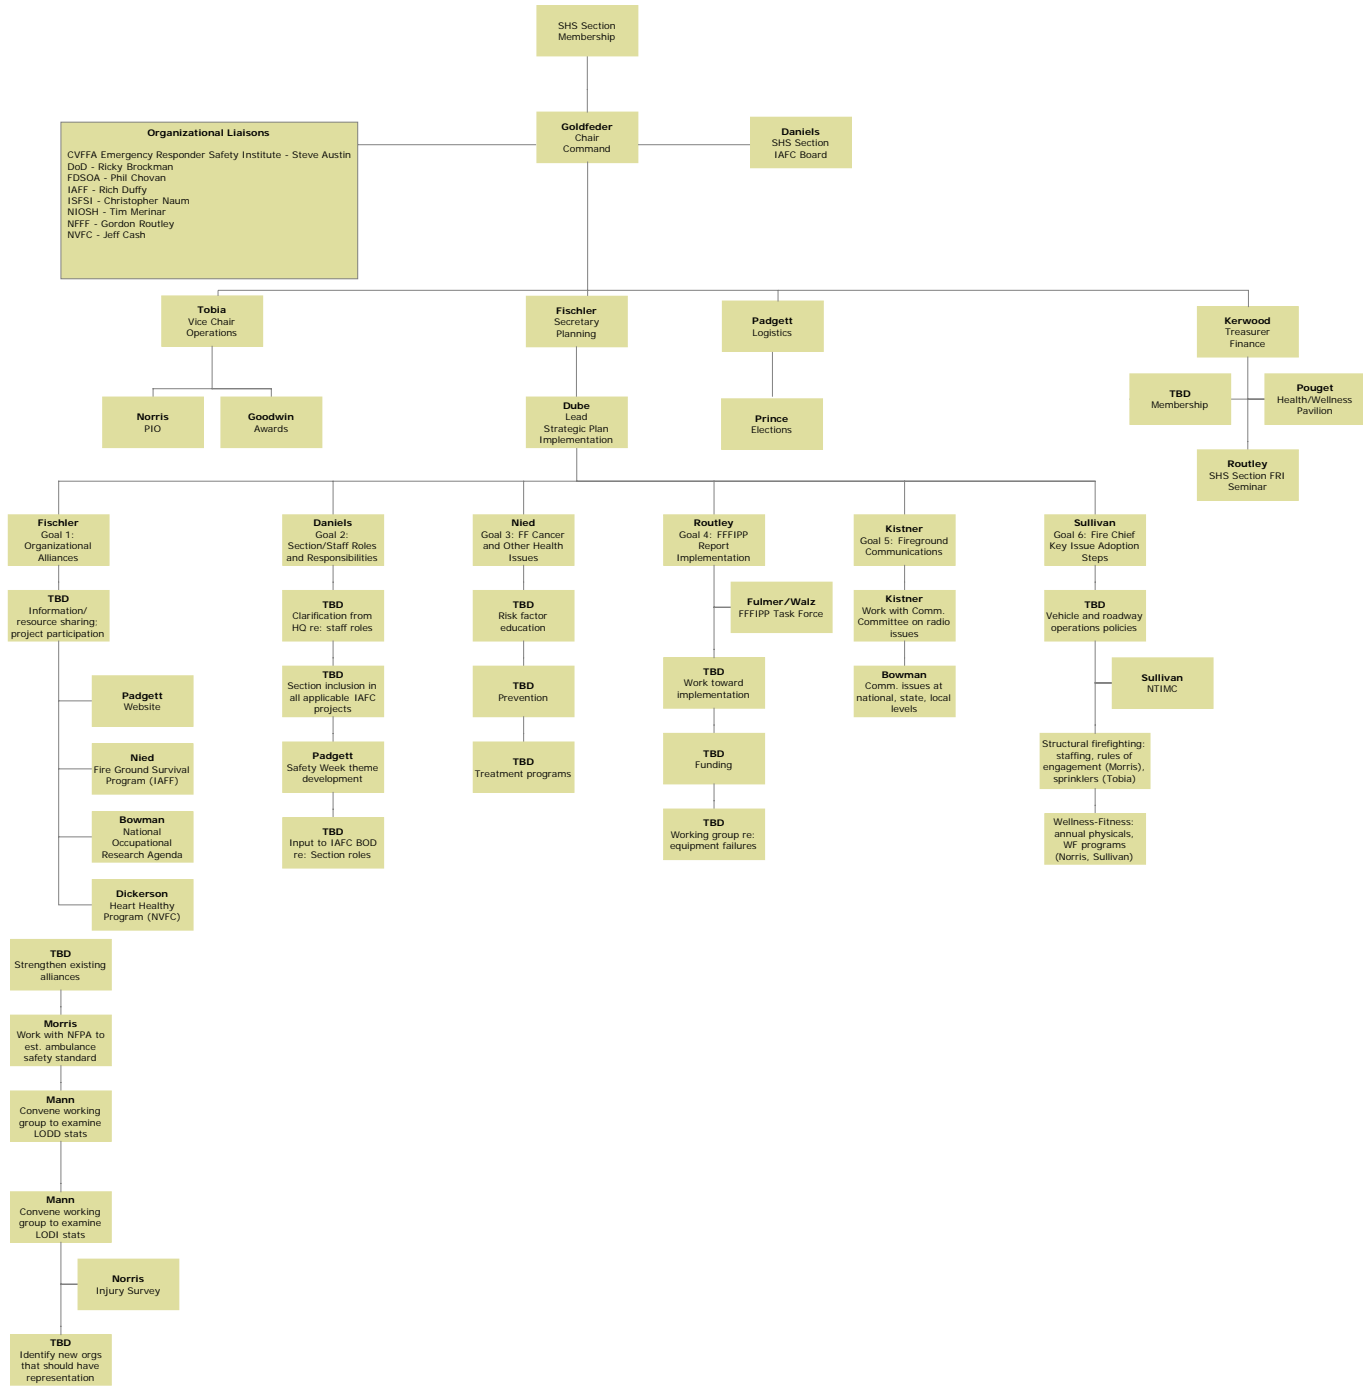 SHS Section
Membership
Goldfeder
Chair
Command
Daniels
SHS Section
IAFC Board
Organizational Liaisons
CVFFA Emergency Responder Safety Institute - Steve Austin
DoD - Ricky Brockman
FDSOA - Phil Chovan
IAFF - Rich Duffy
ISFSI - Christopher Naum
NIOSH - Tim Merinar
NFFF - Gordon Routley
NVFC - Jeff Cash
Tobia
Vice Chair
Operations
Fischler
Secretary
Planning
Padgett
Logistics
Kerwood
Treasurer
Finance
Norris
PIO
Goodwin
Awards
Dube
Lead
Strategic Plan
Implementation
Prince
Elections
TBD
Membership
Pouget
Health/Wellness
Pavilion
Routley
SHS Section FRI
Seminar
Fischler
Goal 1:
Organizational
Alliances
TBD
Information/
resource sharing;
project participation
Padgett
Website
Nied
Fire Ground Survival
Program (IAFF)
Bowman
National
Occupational
Research Agenda
Dickerson
Heart Healthy
Program (NVFC)
Daniels
Goal 2:
Section/Staff Roles
and Responsibilities
TBD
Clarification from
HQ re: staff roles
TBD
Section inclusion in
all applicable IAFC
projects
Padgett
Safety Week theme
development
TBD
Input to IAFC BOD
re: Section roles
Nied
Goal 3: FF Cancer
and Other Health
Issues
TBD
Risk factor
education
TBD
Prevention
TBD
Treatment programs
Routley
Goal 4: FFFIPP
Report
Implementation
Fulmer/Walz
FFFIPP Task Force
TBD
Work toward
implementation
TBD
Funding
TBD
Working group re:
equipment failures
Kistner
Goal 5: Fireground
Communications
Kistner
Work with Comm.
Committee on radio
issues
Bowman
Comm. issues at
national, state, local
levels
Sullivan
Goal 6: Fire Chief
Key Issue Adoption
Steps
TBD
Vehicle and roadway
operations policies
Sullivan
NTIMC
Structural firefighting:
staffing, rules of
engagement (Morris),
sprinklers (Tobia)
Wellness-Fitness:
annual physicals,
WF programs
(Norris, Sullivan)
TBD
Strengthen existing
alliances
Morris
Work with NFPA to
est. ambulance
safety standard
Mann
Convene working
group to examine
LODD stats
Mann
Convene working
group to examine
LODI stats
Norris
Injury Survey
TBD
Identify new orgs
that should have
representation